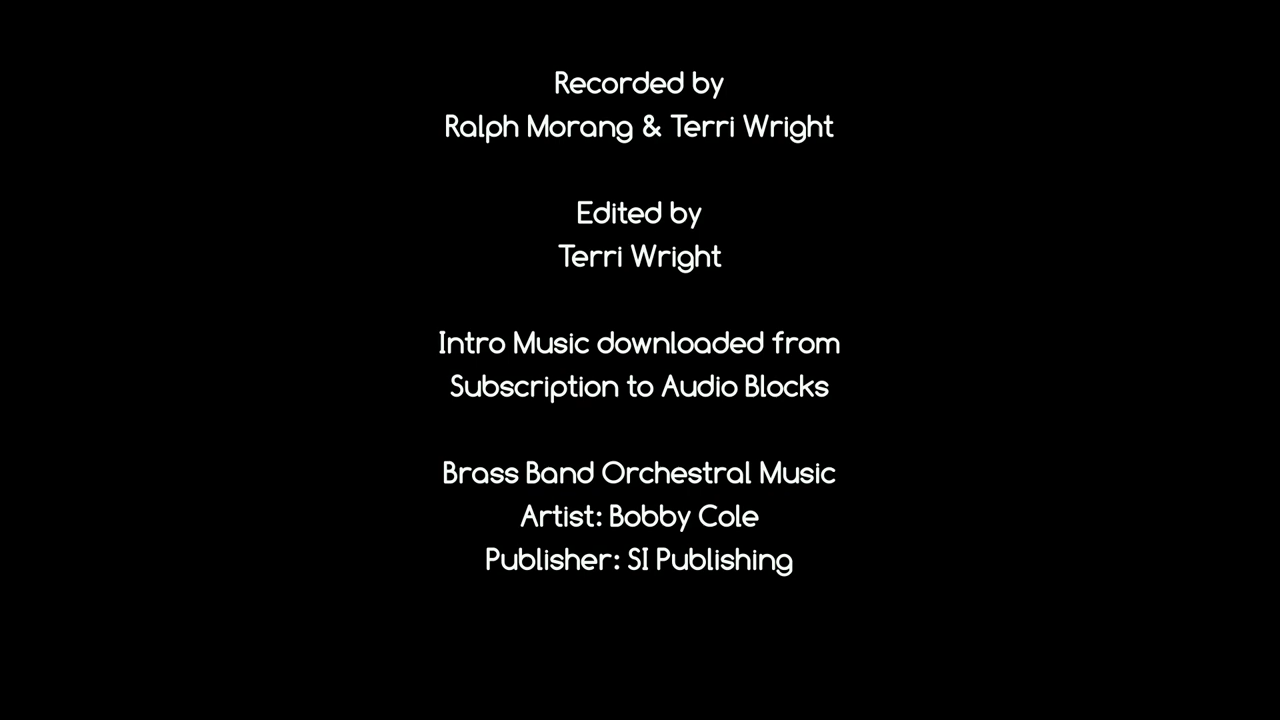 Recorded by
Ralph Morang & Terri Wright
Edited by
Terri Wright
Intro Music downloaded from
Subscription to Audio Blocks
Brass Band Orchestral Music
Artist: Bobby Cole
Publisher: SI Publishing